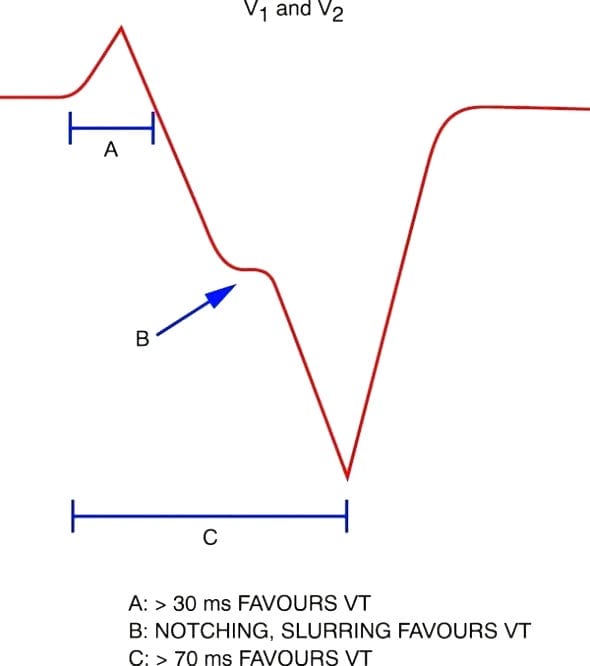 V₁ and V₂
A
B
C
A: > 30 ms FAVOURS VT
B: NOTCHING, SLURRING FAVOURS VT
C: > 70 ms FAVOURS VT